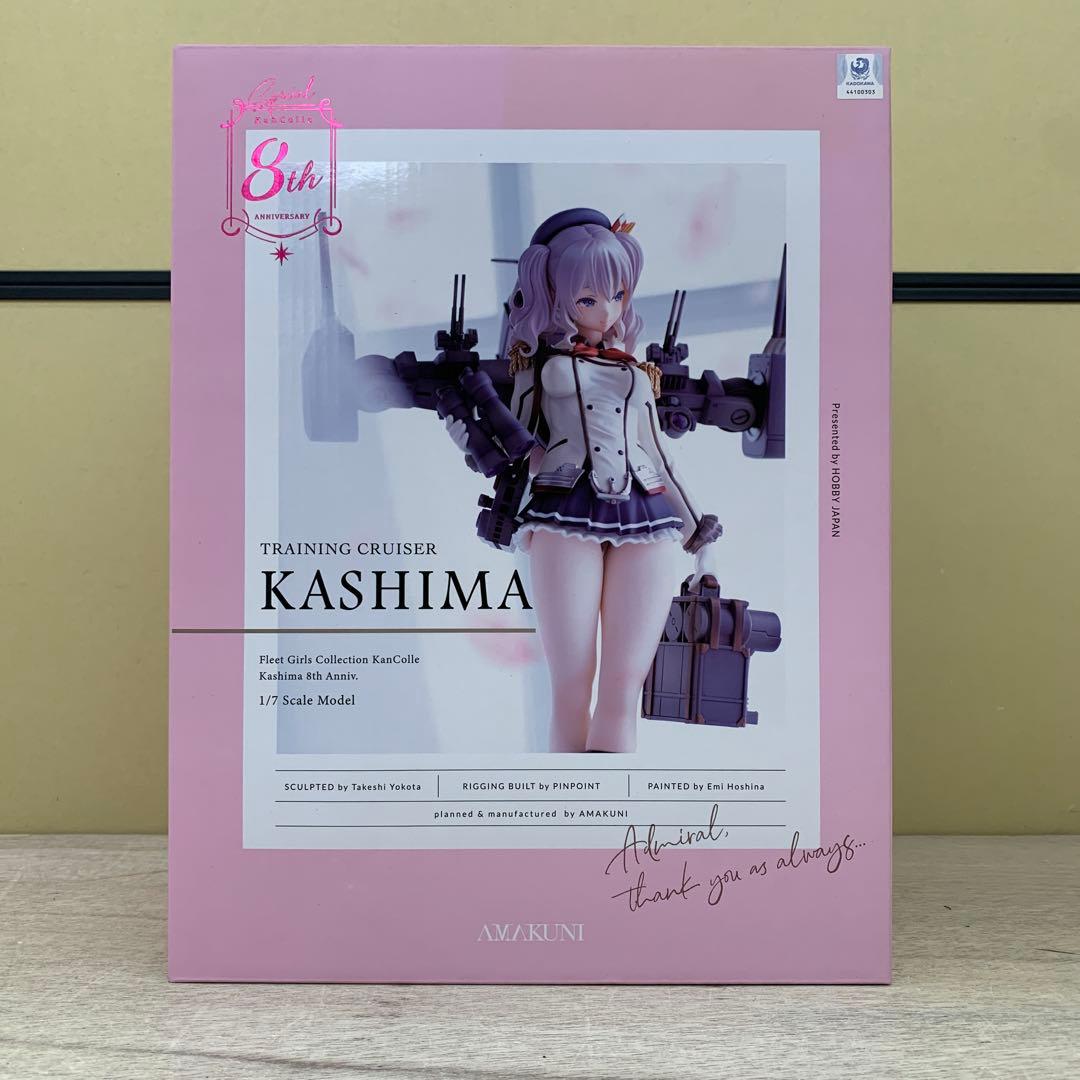 KanColle
8th
ANNIVERSARY
KADOKAWA
44100303
Presented by HOBBY JAPAN
TRAINING CRUISER
KASHIMA
Fleet Girls Collection KanColle
Kashima 8th Anniv.
1/7 Scale Model
SCULPTED by Takeshi Yokota
RIGGING BUILT by PINPOINT
PAINTED by Emi Hoshina
planned & manufactured by AMAKUNI
Admiral,
thank you as always...
AMAKUNI